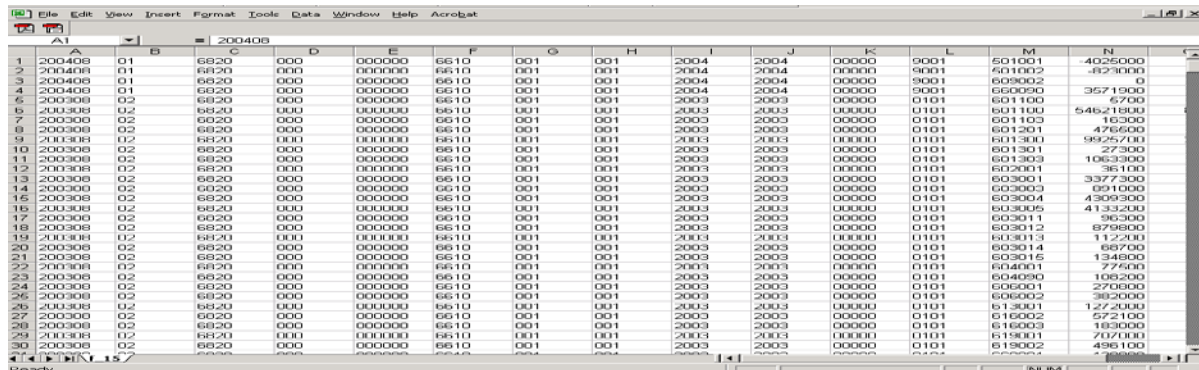 File Edit View Insert Format Tools Data Window Help Acrobat
A1 = 200408
A B C D E F G H I J K L M N
1 200408 01 6820 000 000000 6610 001 001 2004 2004 00000 9001 501001 -4025000
2 200408 01 6820 000 000000 6610 001 001 2004 2004 00000 9001 501002 -823000
3 200408 01 6820 000 000000 6610 001 001 2004 2004 00000 9001 609002 0
4 200408 01 6820 000 000000 6610 001 001 2004 2004 00000 9001 660090 3571900
5 200308 02 6820 000 000000 6610 001 001 2003 2003 00000 0101 601100 5700
6 200308 02 6820 000 000000 6610 001 001 2003 2003 00000 0101 601100 54621800
7 200308 02 6820 000 000000 6610 001 001 2003 2003 00000 0101 601103 16300
8 200308 02 6820 000 000000 6610 001 001 2003 2003 00000 0101 601201 476500
9 200308 02 6820 000 000000 6610 001 001 2003 2003 00000 0101 601300 9925700
10 200308 02 6820 000 000000 6610 001 001 2003 2003 00000 0101 601301 27300
11 200308 02 6820 000 000000 6610 001 001 2003 2003 00000 0101 601303 1063300
12 200308 02 6820 000 000000 6610 001 001 2003 2003 00000 0101 602001 36100
13 200308 02 6820 000 000000 6610 001 001 2003 2003 00000 0101 603001 3377300
14 200308 02 6820 000 000000 6610 001 001 2003 2003 00000 0101 603003 891000
15 200308 02 6820 000 000000 6610 001 001 2003 2003 00000 0101 603004 4309300
16 200308 02 6820 000 000000 6610 001 001 2003 2003 00000 0101 603005 4133200
17 200308 02 6820 000 000000 6610 001 001 2003 2003 00000 0101 603011 96300
18 200308 02 6820 000 000000 6610 001 001 2003 2003 00000 0101 603012 879800
19 200308 02 6820 000 000000 6610 001 001 2003 2003 00000 0101 603013 112200
20 200308 02 6820 000 000000 6610 001 001 2003 2003 00000 0101 603014 68700
21 200308 02 6820 000 000000 6610 001 001 2003 2003 00000 0101 603015 134800
22 200308 02 6820 000 000000 6610 001 001 2003 2003 00000 0101 604001 77500
23 200308 02 6820 000 000000 6610 001 001 2003 2003 00000 0101 604090 108200
24 200308 02 6820 000 000000 6610 001 001 2003 2003 00000 0101 606001 270800
25 200308 02 6820 000 000000 6610 001 001 2003 2003 00000 0101 606002 382000
26 200308 02 6820 000 000000 6610 001 001 2003 2003 00000 0101 613001 1272000
27 200308 02 6820 000 000000 6610 001 001 2003 2003 00000 0101 616002 572100
28 200308 02 6820 000 000000 6610 001 001 2003 2003 00000 0101 616003 183000
29 200308 02 6820 000 000000 6610 001 001 2003 2003 00000 0101 619001 707000
30 200308 02 6820 000 000000 6610 001 001 2003 2003 00000 0101 619002 496100
15
Ready NUM